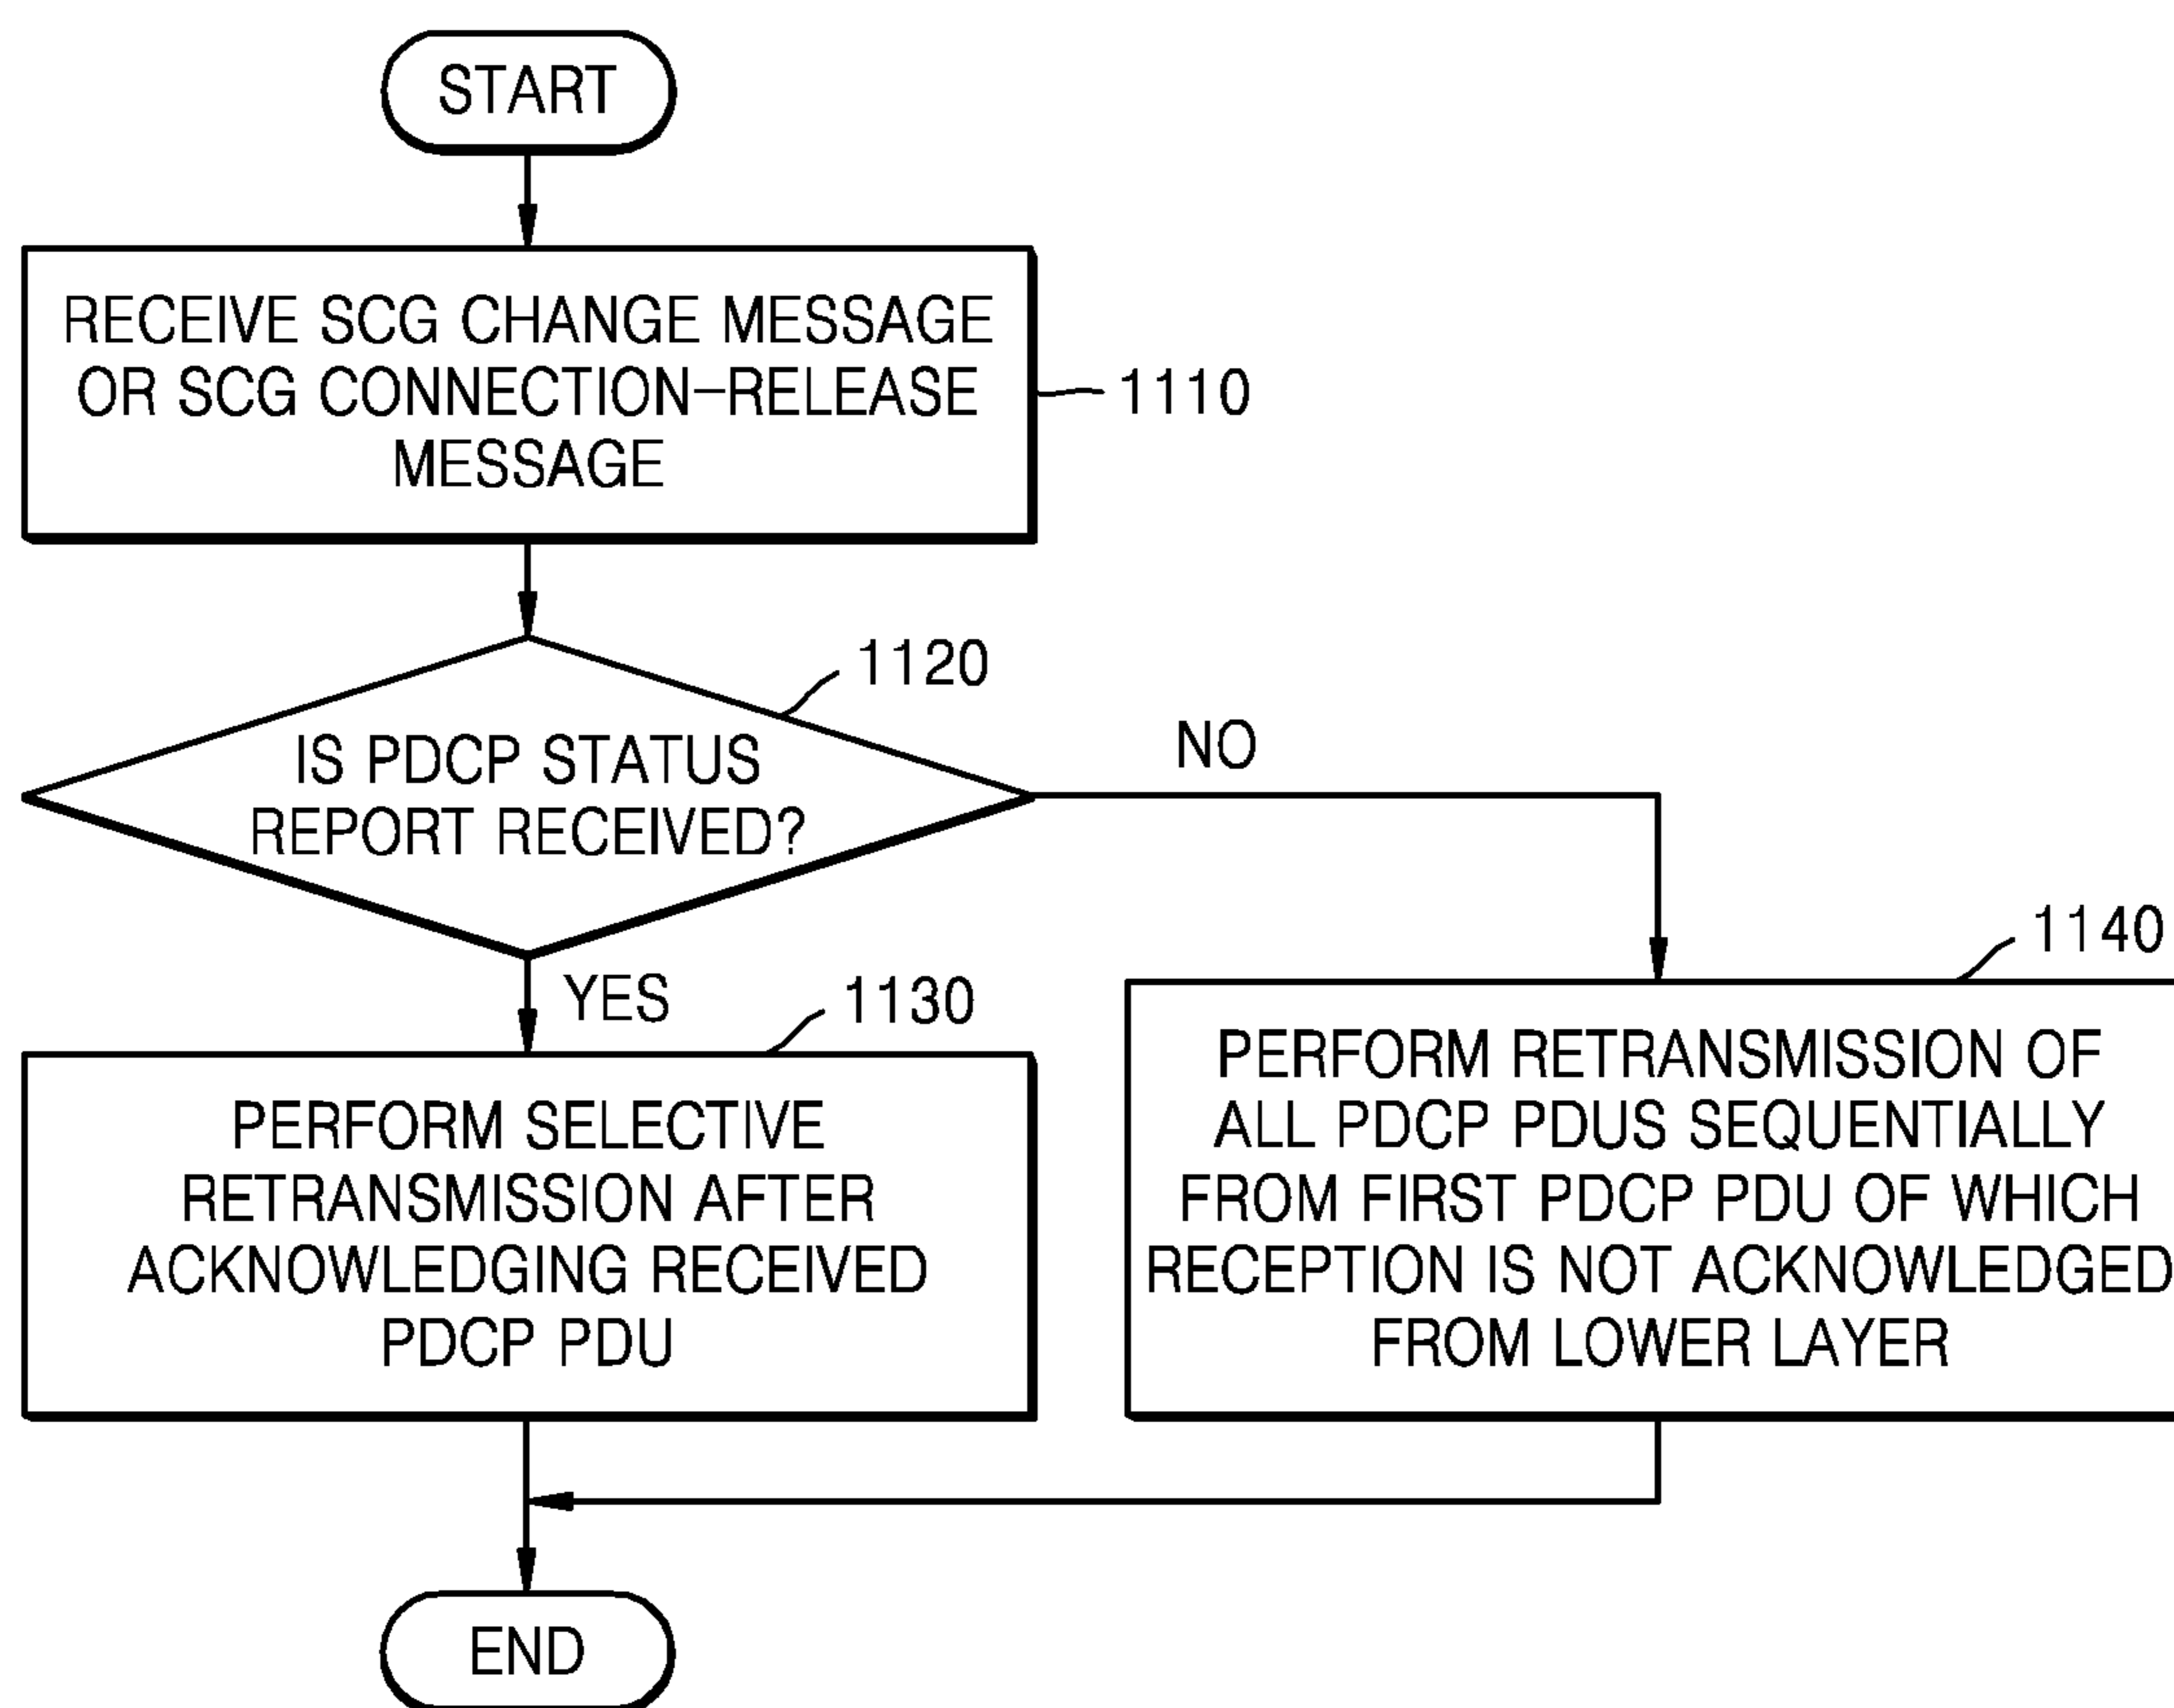 START
RECEIVE SCG CHANGE MESSAGE
OR SCG CONNECTION-RELEASE
MESSAGE
1110
1120
IS PDCP STATUS
REPORT RECEIVED?
NO
YES
1130
PERFORM SELECTIVE
RETRANSMISSION AFTER
ACKNOWLEDGING RECEIVED
PDCP PDU
1140
PERFORM RETRANSMISSION OF
ALL PDCP PDUS SEQUENTIALLY
FROM FIRST PDCP PDU OF WHICH
RECEPTION IS NOT ACKNOWLEDGED
FROM LOWER LAYER
END